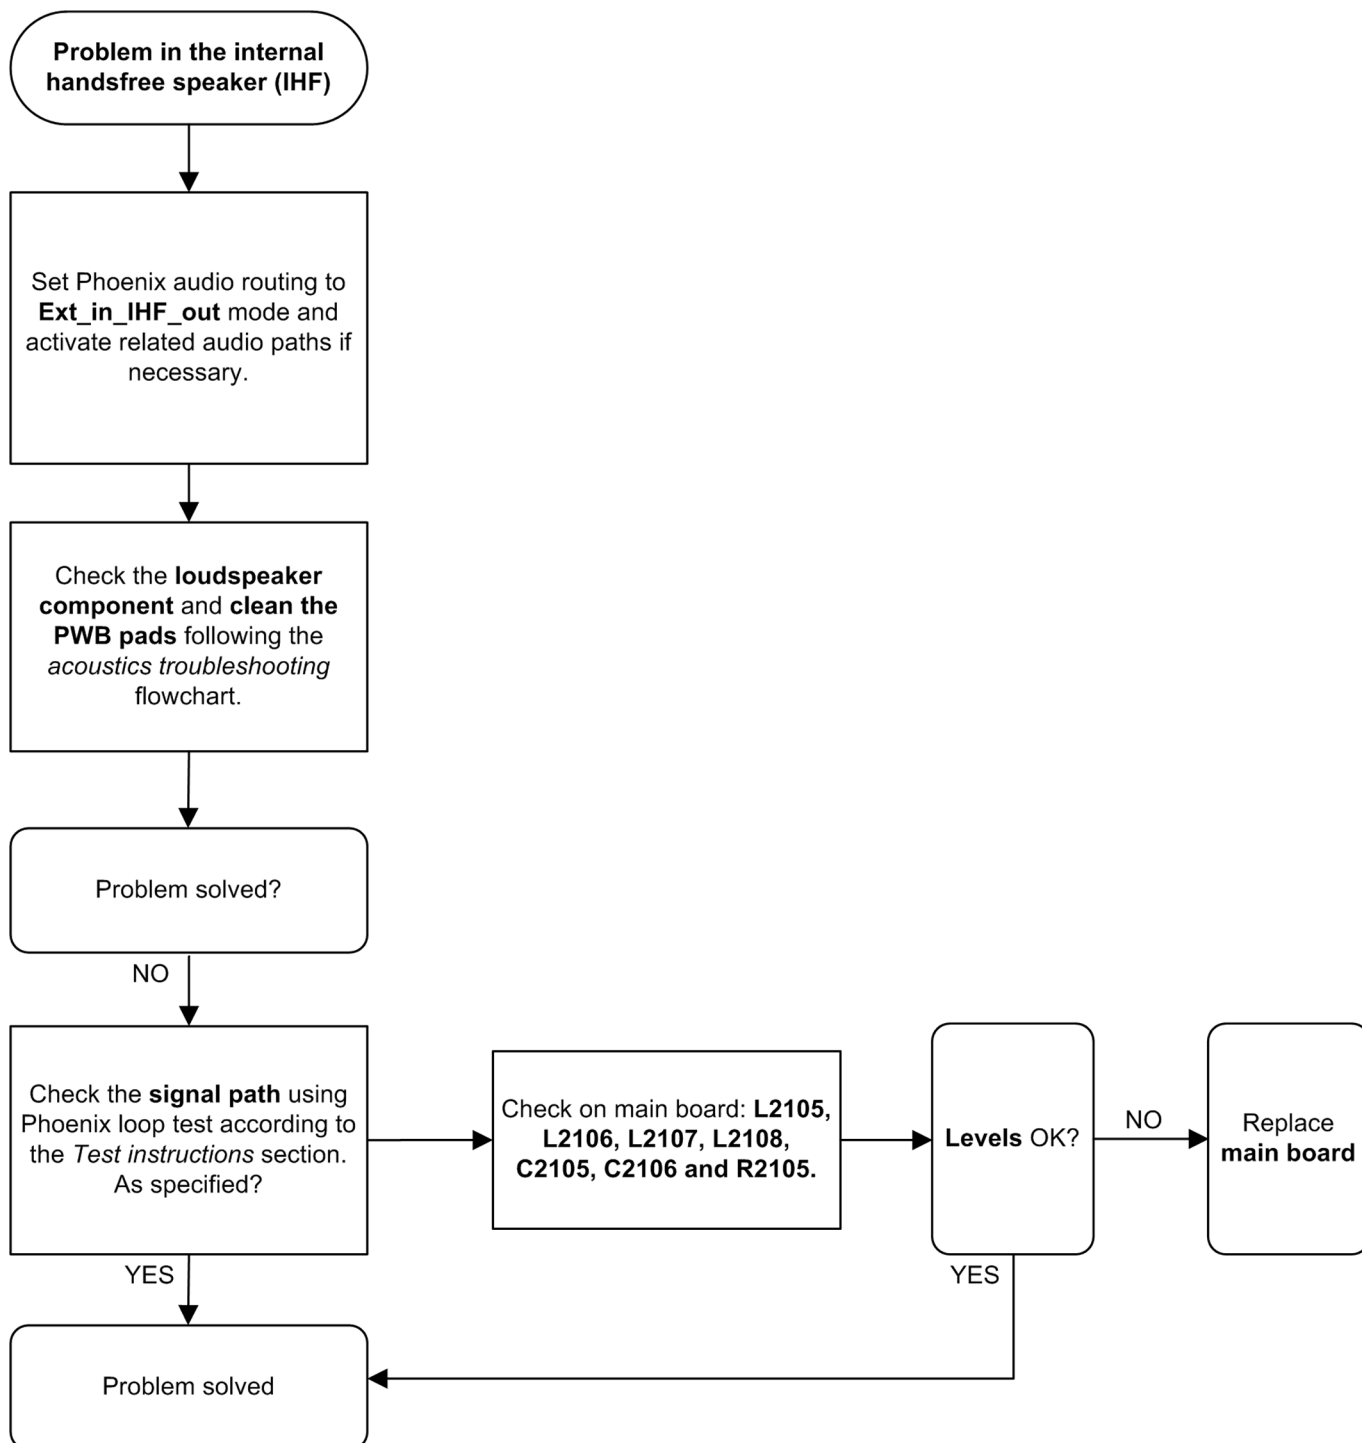 Problem in the internal
handsfree speaker (IHF)
Set Phoenix audio routing to
Ext_in_IHF_out mode and
activate related audio paths if
necessary.
Check the loudspeaker
component and clean the
PWB pads following the
acoustics troubleshooting
flowchart.
Problem solved?
NO
Check the signal path using
Phoenix loop test according to
the Test instructions section.
As specified?
Check on main board: L2105,
L2106, L2107, L2108,
C2105, C2106 and R2105.
Levels OK?
NO
Replace
main board
YES
YES
Problem solved